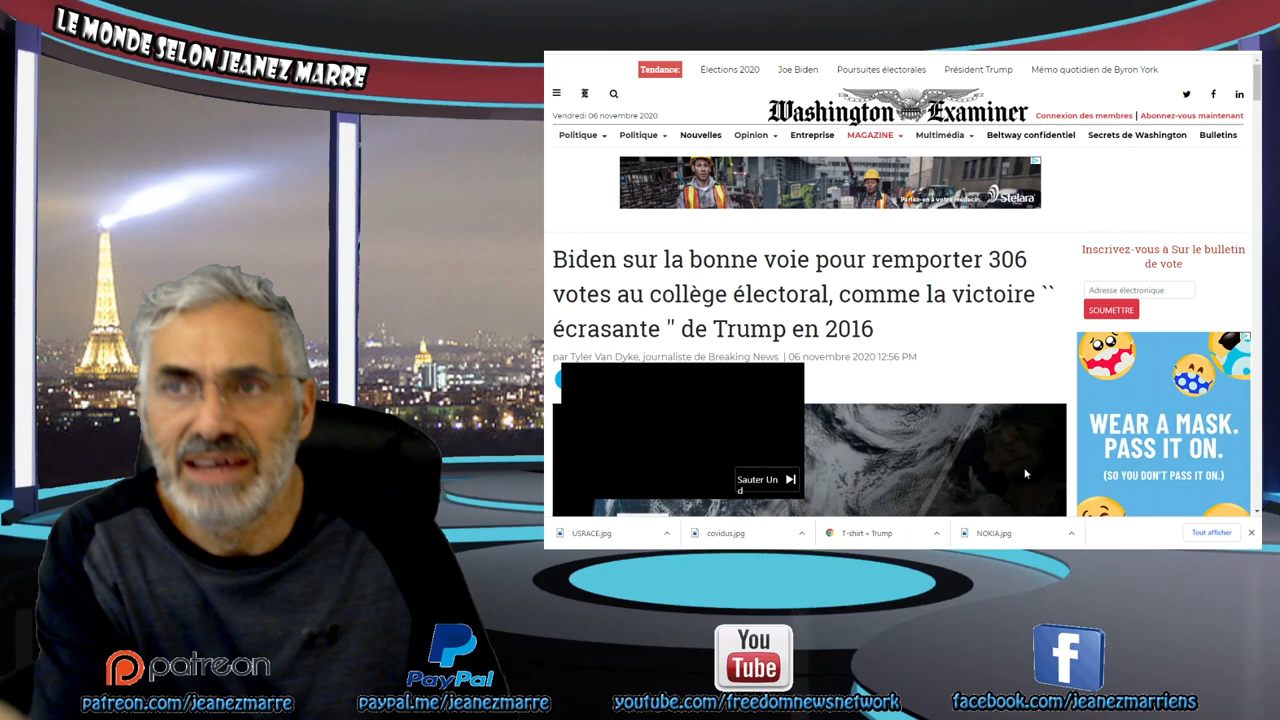 LE MONDE SELON JEANEZ MARRE
Tendance: Élections 2020 Joe Biden Poursuites électorales Président Trump Mémo quotidien de Byron York
Vendredi 06 novembre 2020
Washington Examiner
Connexion des membres | Abonnez-vous maintenant
Politique Politique Nouvelles Opinion Entreprise MAGAZINE Multimédia Beltway confidentiel Secrets de Washington Bulletins
Parlez-en à votre médecin. Stelara
Biden sur la bonne voie pour remporter 306
votes au collège électoral, comme la victoire ``
écrasante '' de Trump en 2016
par Tyler Van Dyke, journaliste de Breaking News | 06 novembre 2020 12:56 PM
Sauter Un
d
Inscrivez-vous à Sur le bulletin
de vote
Adresse électronique
SOUMETTRE
WEAR A MASK.
PASS IT ON.
(SO YOU DON'T PASS IT ON.)
USRACE.jpg covidus.jpg T-shirt « Trump NOKIA.jpg Tout afficher
patreon
patreon.com/jeanezmarre
PayPal
paypal.me/jeanezmarre
You
Tube
youtube.com/freedomnewsnetwork
f
facebook.com/jeanezmarriens